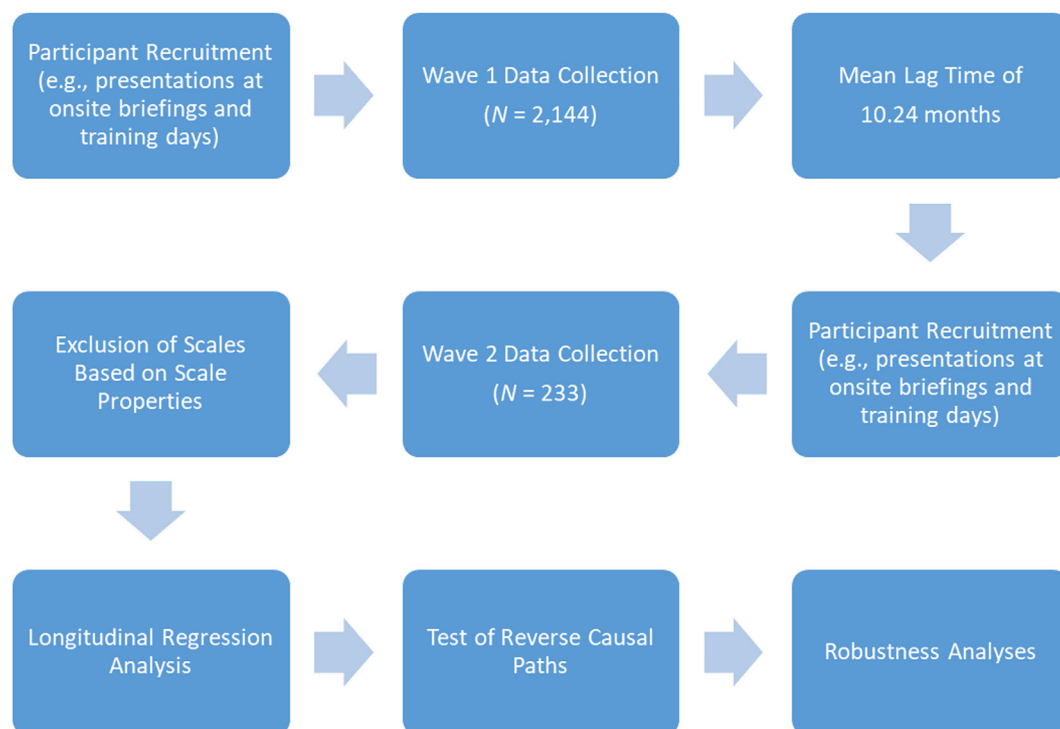 Participant Recruitment
(e.g., presentations at
onsite briefings and
training days)
Wave 1 Data Collection
(N = 2,144)
Mean Lag Time of
10.24 months
Participant Recruitment
(e.g., presentations at
onsite briefings and
training days)
Wave 2 Data Collection
(N = 233)
Exclusion of Scales
Based on Scale
Properties
Longitudinal Regression
Analysis
Test of Reverse Causal
Paths
Robustness Analyses